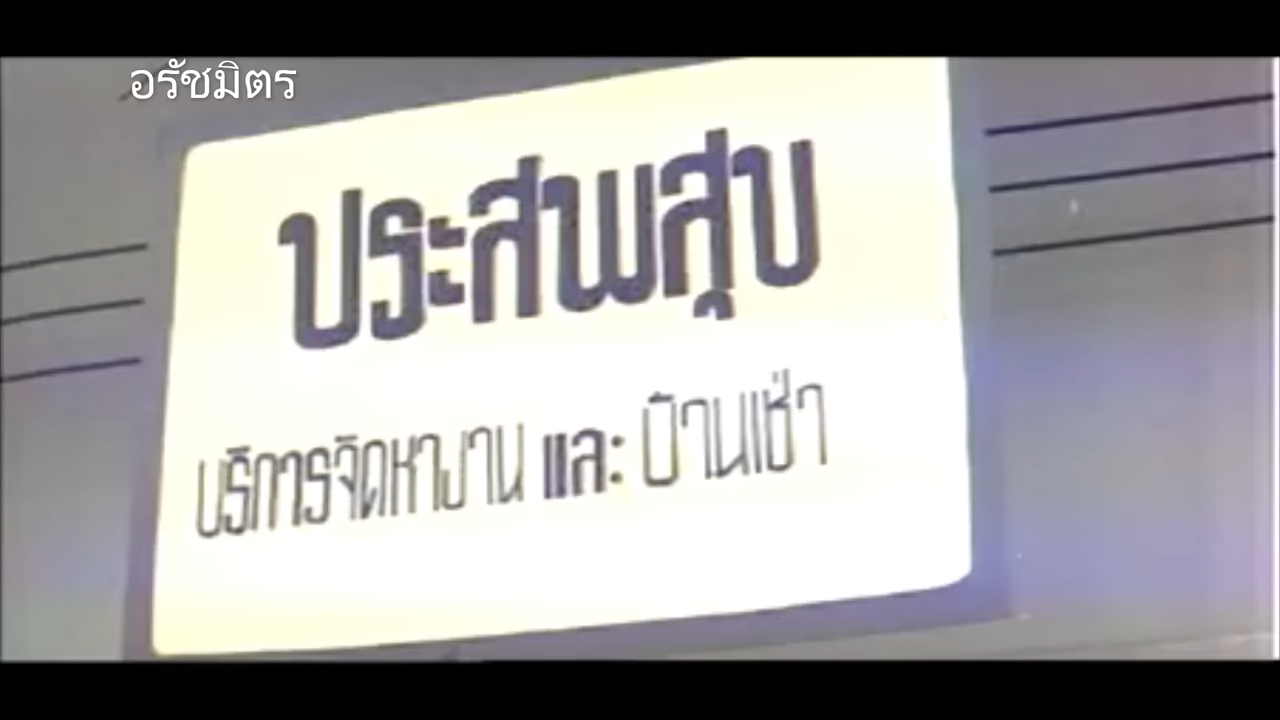 อรัชมิตร
ประสพสุข
บริการจัดหางาน และ บ้านเช่า